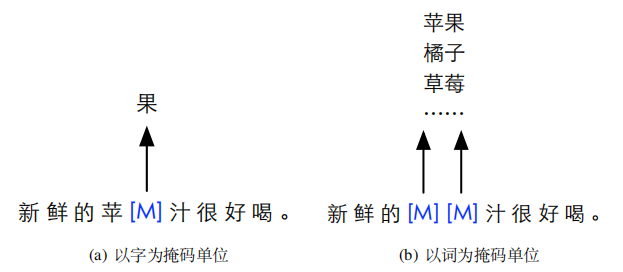 果
新鲜的苹[M]汁很好喝。
(a) 以字为掩码单位
苹果
橘子
草莓
……
新鲜的[M] [M]汁很好喝。
(b) 以词为掩码单位